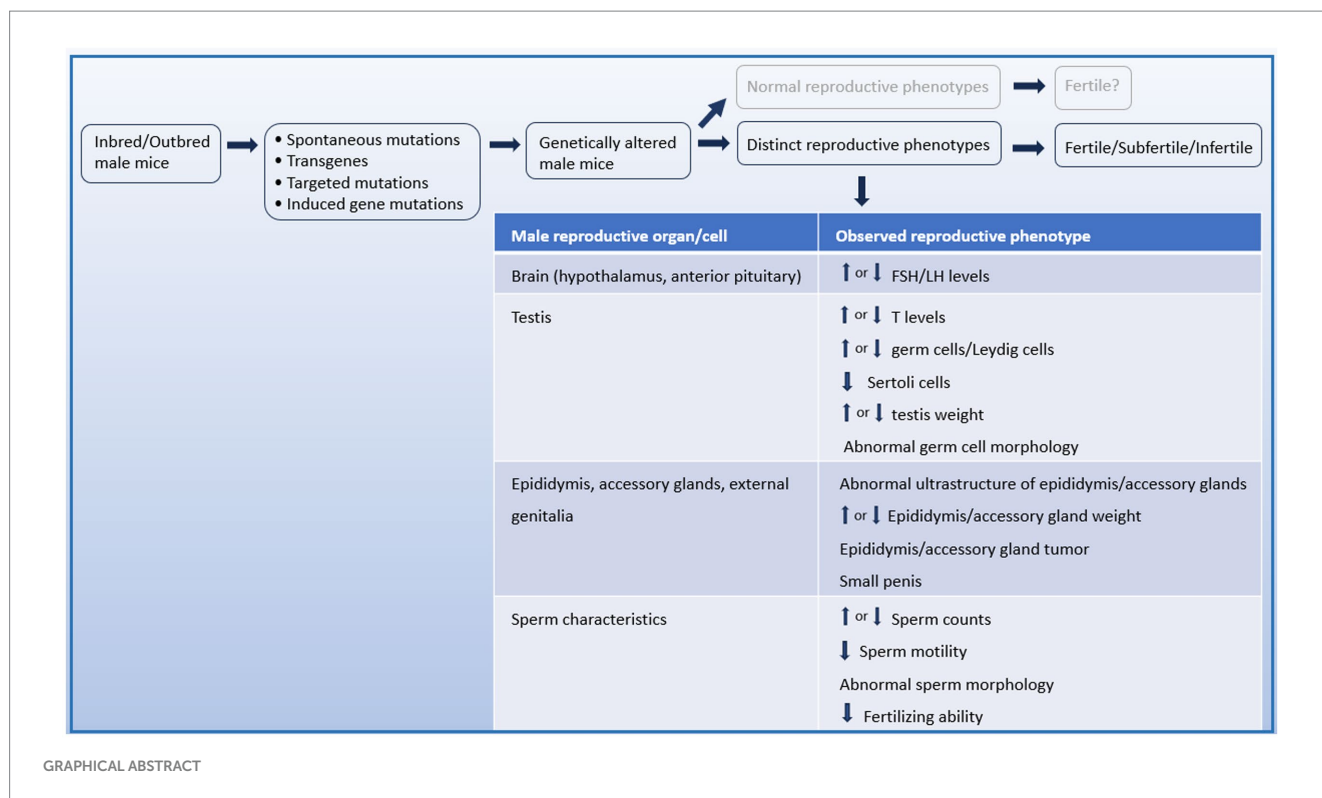 Normal reproductive phenotypes
Fertile?
Inbred/Outbred
male mice
• Spontaneous mutations
• Transgenes
• Targeted mutations
• Induced gene mutations
Genetically altered
male mice
Distinct reproductive phenotypes
Fertile/Subfertile/Infertile
Male reproductive organ/cell
Observed reproductive phenotype
Brain (hypothalamus, anterior pituitary)
↑ or ↓ FSH/LH levels
Testis
↑ or ↓ T levels
↑ or ↓ germ cells/Leydig cells
↓ Sertoli cells
↑ or ↓ testis weight
Abnormal germ cell morphology
Epididymis, accessory glands, external
genitalia
Abnormal ultrastructure of epididymis/accessory glands
↑ or ↓ Epididymis/accessory gland weight
Epididymis/accessory gland tumor
Small penis
Sperm characteristics
↑ or ↓ Sperm counts
↓ Sperm motility
Abnormal sperm morphology
↓ Fertilizing ability
GRAPHICAL ABSTRACT